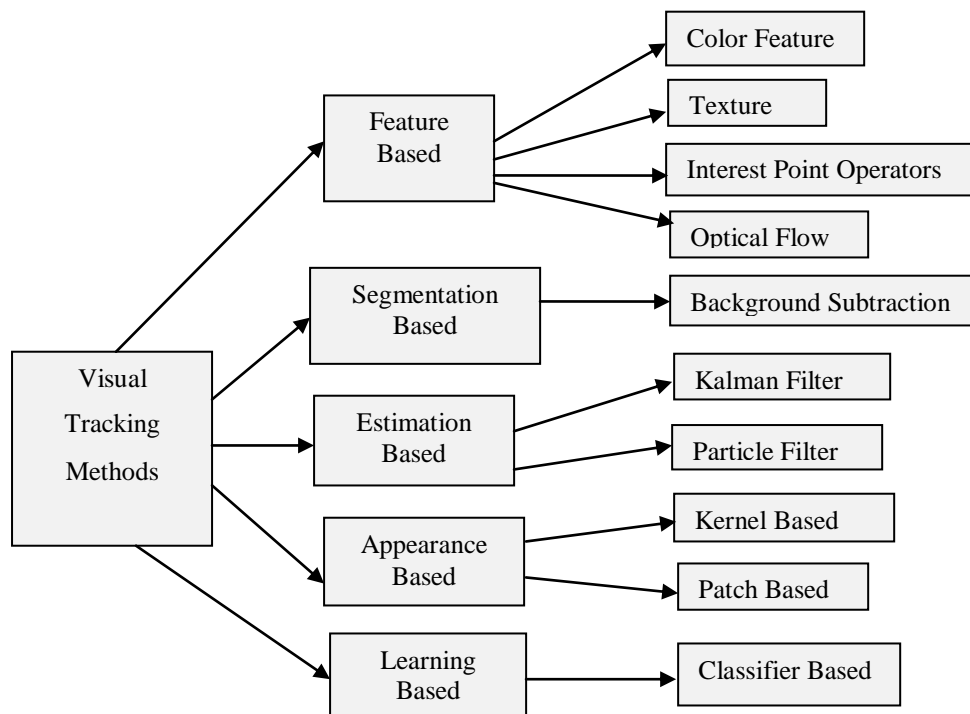 Visual
Tracking
Methods
Feature
Based
Color Feature
Texture
Interest Point Operators
Optical Flow
Segmentation
Based
Background Subtraction
Estimation
Based
Kalman Filter
Particle Filter
Appearance
Based
Kernel Based
Patch Based
Learning
Based
Classifier Based